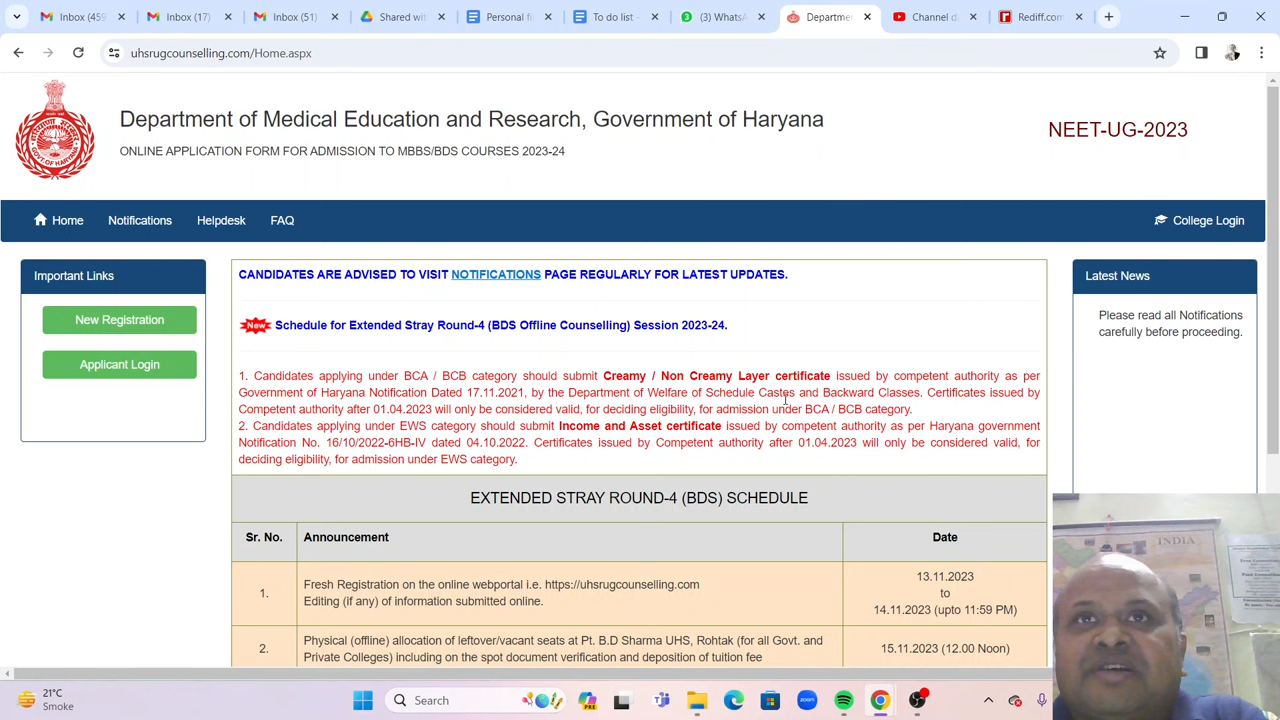 Inbox (459
Inbox (17)
Inbox (51)
Shared wit
Personal fi
To do list -
(3) WhatsA
Departme
Channel da
Rediff.com
uhsrugcounselling.com/Home.aspx
Department of Medical Education and Research, Government of Haryana
ONLINE APPLICATION FORM FOR ADMISSION TO MBBS/BDS COURSES 2023-24
NEET-UG-2023
Home
Notifications
Helpdesk
FAQ
College Login
Important Links
New Registration
Applicant Login
CANDIDATES ARE ADVISED TO VISIT NOTIFICATIONS PAGE REGULARLY FOR LATEST UPDATES.
New Schedule for Extended Stray Round-4 (BDS Offline Counselling) Session 2023-24.
1. Candidates applying under BCA / BCB category should submit Creamy / Non Creamy Layer certificate issued by competent authority as per
Government of Haryana Notification Dated 17.11.2021, by the Department of Welfare of Schedule Castes and Backward Classes. Certificates issued by
Competent authority after 01.04.2023 will only be considered valid, for deciding eligibility, for admission under BCA / BCB category.
2. Candidates applying under EWS category should submit Income and Asset certificate issued by competent authority as per Haryana government
Notification No. 16/10/2022-6HB-IV dated 04.10.2022. Certificates issued by Competent authority after 01.04.2023 will only be considered valid, for
deciding eligibility, for admission under EWS category.
EXTENDED STRAY ROUND-4 (BDS) SCHEDULE
Sr. No.
Announcement
Date
1.
Fresh Registration on the online webportal i.e. https://uhsrugcounselling.com
Editing (if any) of information submitted online.
13.11.2023
to
14.11.2023 (upto 11:59 PM)
2.
Physical (offline) allocation of leftover/vacant seats at Pt. B.D Sharma UHS, Rohtak (for all Govt. and
Private Colleges) including on the spot document verification and deposition of tuition fee
15.11.2023 (12.00 Noon)
Latest News
Please read all Notifications
carefully before proceeding.
INDIA
21°C
Smoke
Search
PRE
zoom